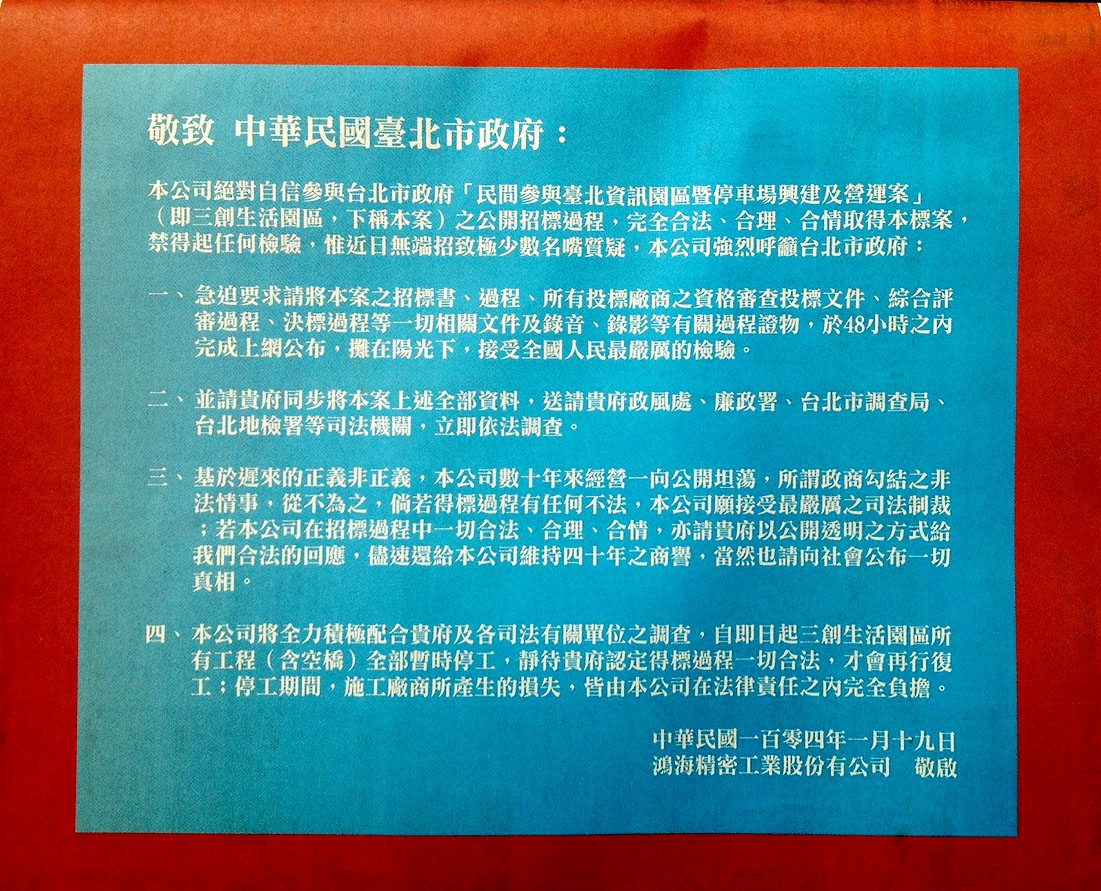 敬致 中華民國臺北市政府：
本公司絕對自信參與台北市政府「民間參與臺北資訊園區暨停車場興建及營運案」
（即三創生活園區，下稱本案）之公開招標過程，完全合法、合理、合情取得本標案，
禁得起任何檢驗，惟近日無端招致極少數名嘴質疑，本公司強烈呼籲台北市政府：
一、急迫要求請將本案之招標書、過程、所有投標廠商之資格審查投標文件、綜合評
審過程、決標過程等一切相關文件及錄音、錄影等有關過程證物，於48小時之內
完成上網公布，攤在陽光下，接受全國人民最嚴厲的檢驗。
二、並請貴府同步將本案上述全部資料，送請貴府政風處、廉政署、台北市調查局、
台北地檢署等司法機關，立即依法調查。
三、基於遲來的正義非正義，本公司數十年來經營一向公開坦蕩，所謂政商勾結之非
法情事，從不為之，倘若得標過程有任何不法，本公司願接受最嚴厲之司法制裁
；若本公司在招標過程中一切合法、合理、合情，亦請貴府以公開透明之方式給
我們合法的回應，儘速還給本公司維持四十年之商譽，當然也請向社會公布一切
真相。
四、本公司將全力積極配合貴府及各司法有關單位之調查，自即日起三創生活園區所
有工程（含空橋）全部暫時停工，靜待貴府認定得標過程一切合法，才會再行復
工；停工期間，施工廠商所產生的損失，皆由本公司在法律責任之內完全負擔。
中華民國一百零四年一月十九日
鴻海精密工業股份有限公司 敬啟